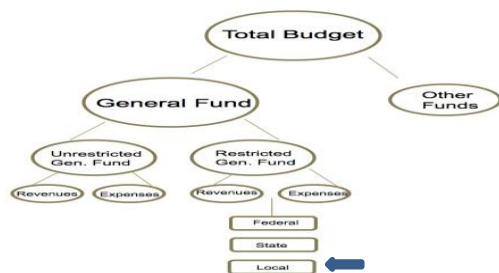 Total Budget
General Fund
Other
Funds
Unrestricted
Gen. Fund
Restricted
Gen. Fund
Revenues
Expenses
Revenues
Expenses
Federal
State
Local